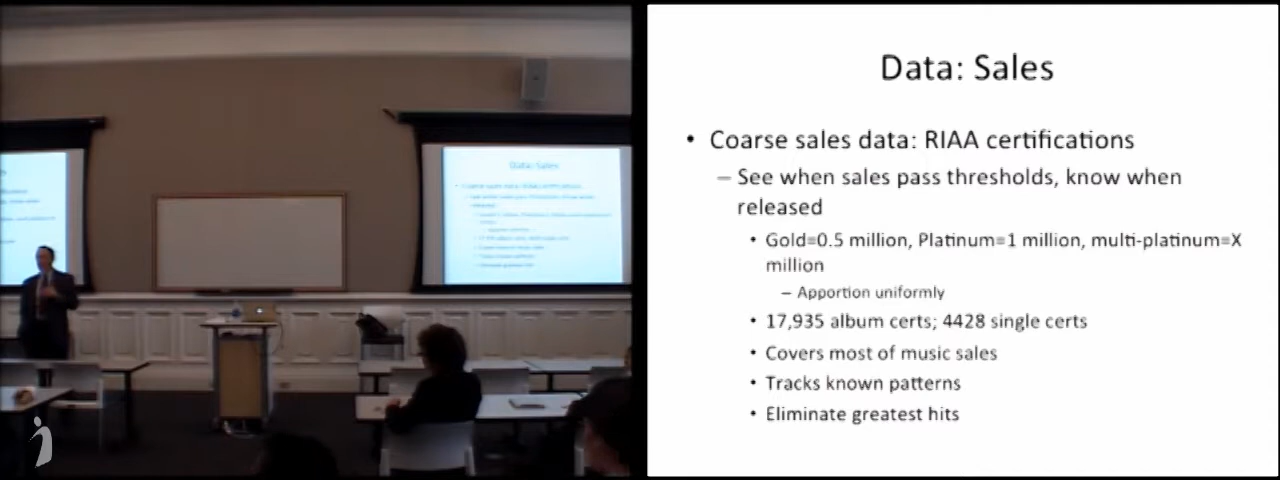 Data: Sales
• Coarse sales data: RIAA certifications
– See when sales pass thresholds, know when
released
• Gold=0.5 million, Platinum=1 million, multi-platinum=X
million
– Apportion uniformly
• 17,935 album certs; 4428 single certs
• Covers most of music sales
• Tracks known patterns
• Eliminate greatest hits
Data: Sales